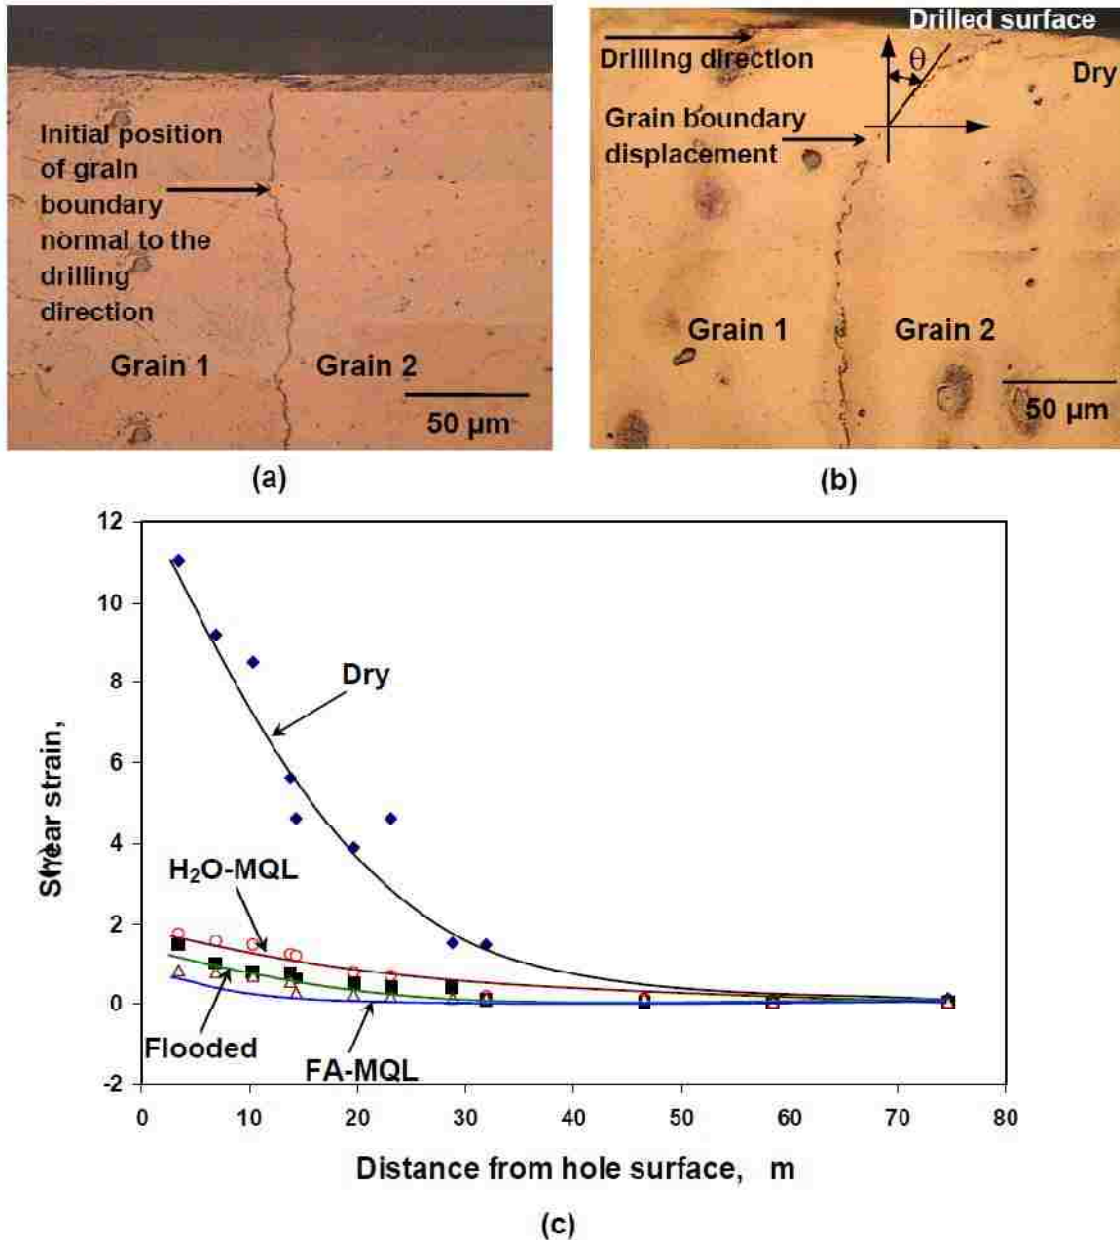 Initial position
of grain
boundary
normal to the
drilling
direction
Grain 1 Grain 2
50 µm
(a)
Drilled surface
Drilling direction
θ
Dry
Grain boundary
displacement
Grain 1 Grain 2
50 µm
(b)
12
10
8
6
4
2
0
-2
Shear strain,
Dry
H₂O-MQL
Flooded
FA-MQL
0 10 20 30 40 50 60 70 80
Distance from hole surface, m
(c)